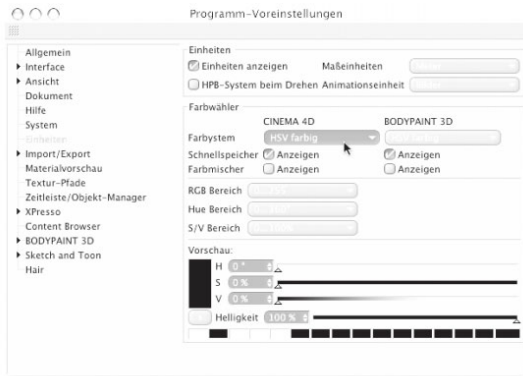 Programm-Voreinstellungen
Allgemein
Interface
Ansicht
Dokument
Hilfe
System
Einheiten
Import/Export
Materialvorschau
Textur-Pfade
Zeitleiste/Objekt-Manager
XPresso
Content Browser
BODYPAINT 3D
Sketch and Toon
Hair
Einheiten
Einheiten anzeigen Maßeinheiten
HPB-System beim Drehen Animationseinheit
Farbwähler
CINEMA 4D BODYPAINT 3D
Farbystem HSV farbig
Schnellspeicher Anzeigen Anzeigen
Farbmischer Anzeigen Anzeigen
RGB Bereich
Hue Bereich
S/V Bereich
Vorschau:
H 0 °
S 0 %
V 0 %
Helligkeit 100 %